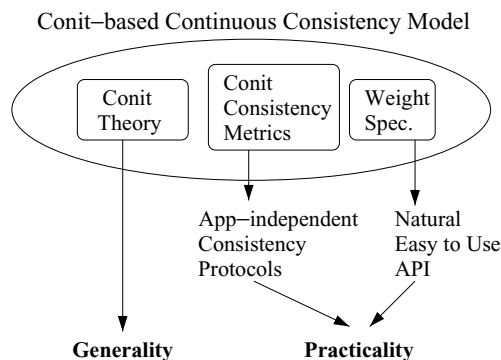 Conit−based Continuous Consistency Model
Conit
Theory
Conit
Consistency
Metrics
Weight
Spec.
App−independent
Consistency
Protocols
Natural
Easy to Use
API
Generality
Practicality